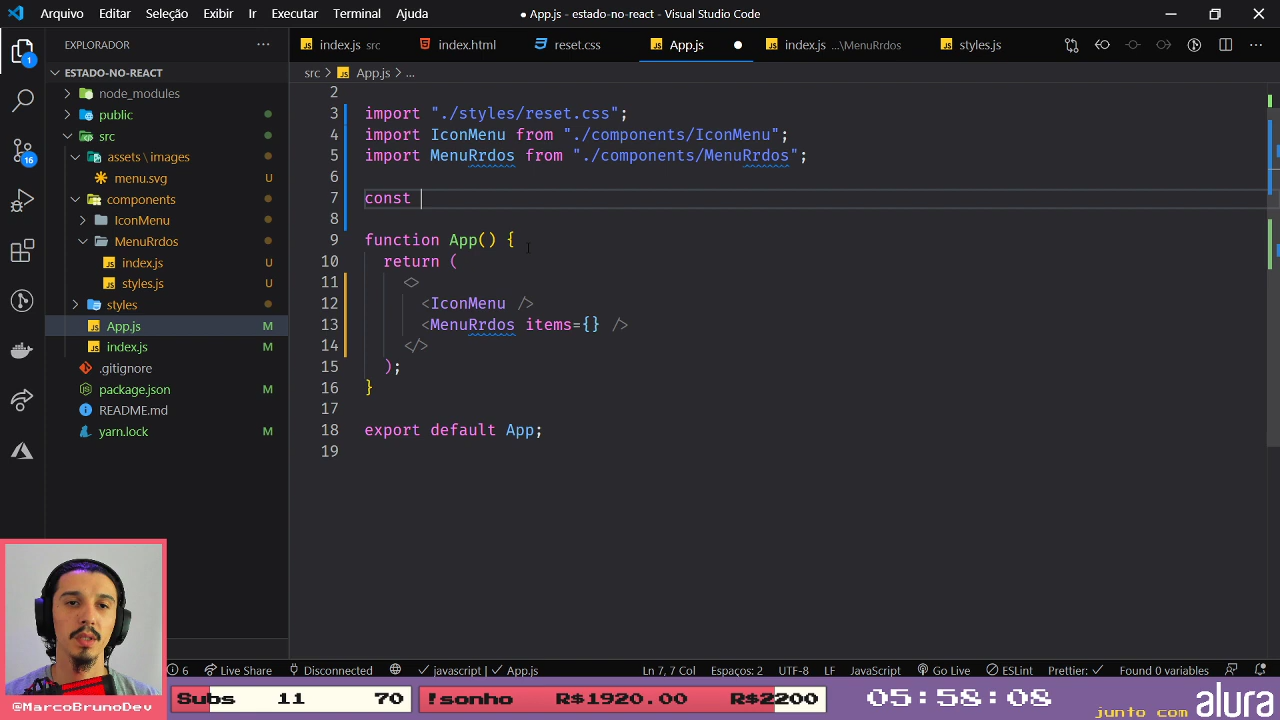 Arquivo Editar Seleção Exibir Ir Executar Terminal Ajuda
● App.js - estado-no-react - Visual Studio Code
EXPLORADOR
index.js src
index.html
reset.css
App.js
index.js ...\MenuRrdos
styles.js
ESTADO-NO-REACT
node_modules
public
src
assets \ images
menu.svg U
components
IconMenu
MenuRrdos
index.js U
styles.js U
styles
App.js M
index.js M
.gitignore
package.json M
README.md
yarn.lock M
1
16
src > App.js > ...
2
3 import "./styles/reset.css";
4 import IconMenu from "./components/IconMenu";
5 import MenuRrdos from "./components/MenuRrdos";
6
7 const
8
9 function App() {
10 return (
11 <>
12 <IconMenu />
13 <MenuRrdos items={} />
14 </>
15 );
16 }
17
18 export default App;
19
6 Live Share Disconnected javascript | App.js Ln 7, 7 Col Espaços: 2 UTF-8 LF JavaScript Go Live ESLint Prettier: Found 0 variables
@MarcoBrunoDev
Subs 11 70
!sonho R$1920.00 R$2200
05:58:08
junto com alura